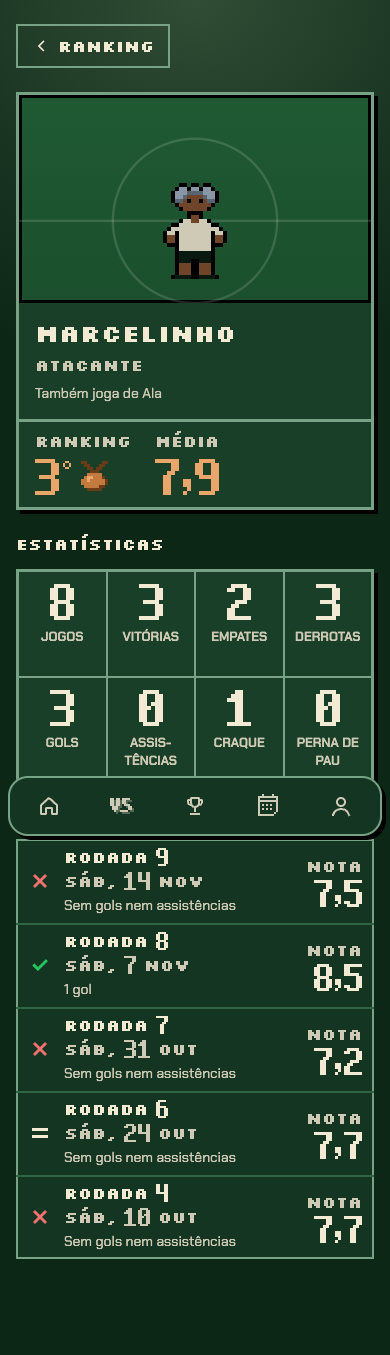 RANKING
MARCELINHO
ATACANTE
Também joga de Ala
RANKING MÉDIA
3° 7,9
ESTATÍSTICAS
8 3 2 3
JOGOS VITÓRIAS EMPATES DERROTAS
3 0 1 0
GOLS ASSIS- CRAQUE PERNA DE
TÊNCIAS PAU
VS
RODADA 9
SÁB, 14 NOV
Sem gols nem assistências
NOTA
7,5
RODADA 8
SÁB, 7 NOV
1 gol
NOTA
8,5
RODADA 7
SÁB, 31 OUT
Sem gols nem assistências
NOTA
7,2
RODADA 6
SÁB, 24 OUT
Sem gols nem assistências
NOTA
7,7
RODADA 4
SÁB, 10 OUT
Sem gols nem assistências
NOTA
7,7